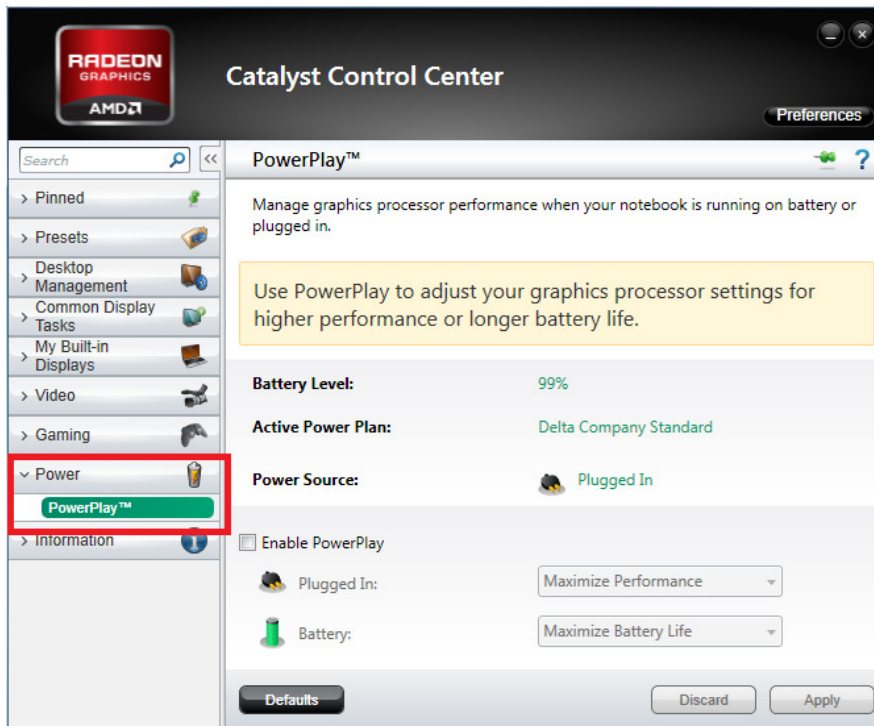 RADEON
GRAPHICS
AMD
Catalyst Control Center
Preferences
Search
PowerPlay™
?
Manage graphics processor performance when your notebook is running on battery or
plugged in.
Pinned
Presets
Desktop
Management
Common Display
Tasks
My Built-in
Displays
Video
Gaming
Power
PowerPlay™
Information
Use PowerPlay to adjust your graphics processor settings for
higher performance or longer battery life.
Battery Level: 99%
Active Power Plan: Delta Company Standard
Power Source: Plugged In
Enable PowerPlay
Plugged In: Maximize Performance
Battery: Maximize Battery Life
Defaults Discard Apply